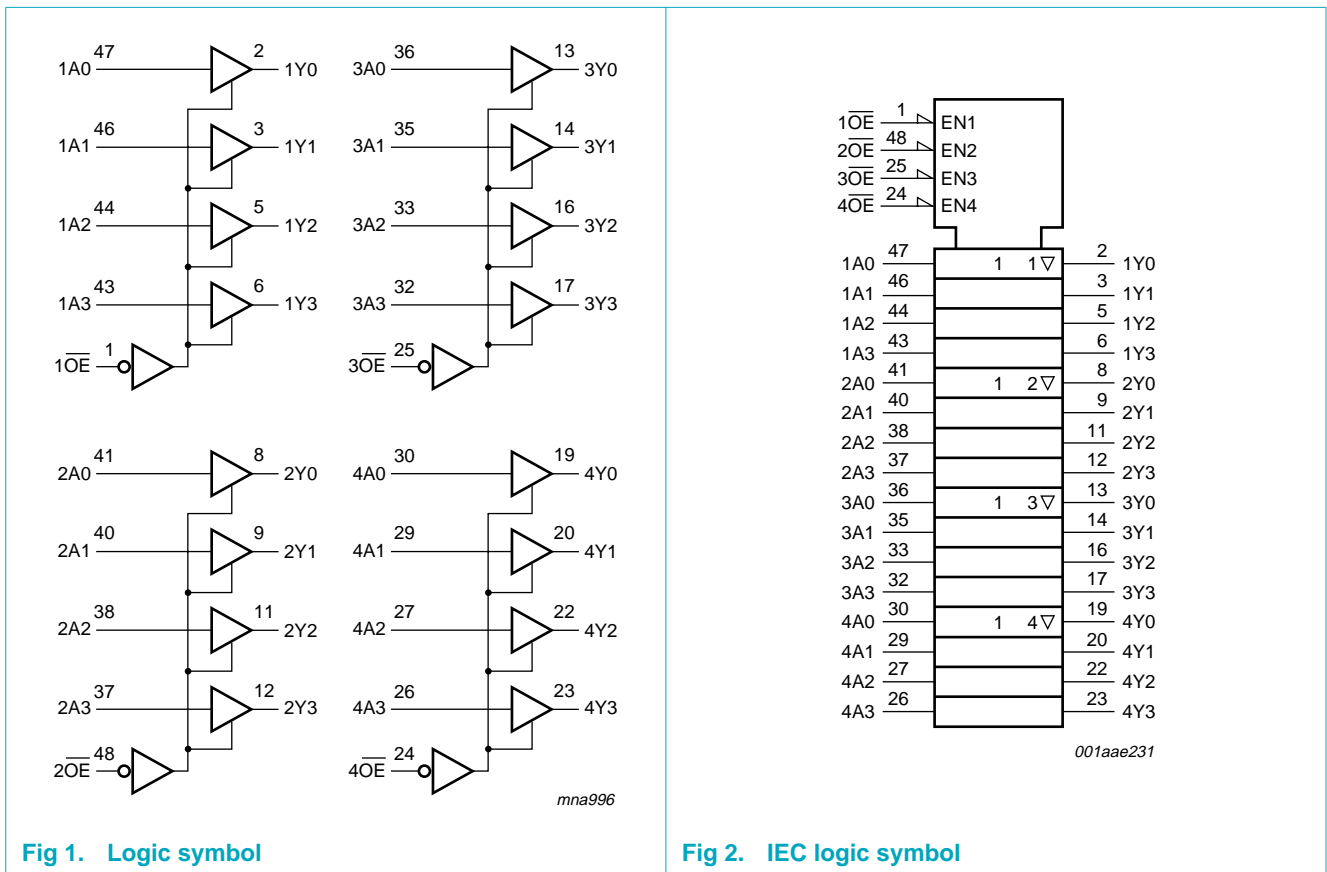 47 2
1A0 1Y0
46 3
1A1 1Y1
44 5
1A2 1Y2
43 6
1A3 1Y3
1
1O̅E̅
36 13
3A0 3Y0
35 14
3A1 3Y1
33 16
3A2 3Y2
32 17
3A3 3Y3
25
3O̅E̅
41 8
2A0 2Y0
40 9
2A1 2Y1
38 11
2A2 2Y2
37 12
2A3 2Y3
48
2O̅E̅
30 19
4A0 4Y0
29 20
4A1 4Y1
27 22
4A2 4Y2
26 23
4A3 4Y3
24
4O̅E̅
mna996
Fig 1. Logic symbol
1O̅E̅ 1 EN1
2O̅E̅ 48 EN2
3O̅E̅ 25 EN3
4O̅E̅ 24 EN4
1A0 47 1 1▽ 2 1Y0
1A1 46 3 1Y1
1A2 44 5 1Y2
1A3 43 6 1Y3
2A0 41 1 2▽ 8 2Y0
2A1 40 9 2Y1
2A2 38 11 2Y2
2A3 37 12 2Y3
3A0 36 1 3▽ 13 3Y0
3A1 35 14 3Y1
3A2 33 16 3Y2
3A3 32 17 3Y3
4A0 30 1 4▽ 19 4Y0
4A1 29 20 4Y1
4A2 27 22 4Y2
4A3 26 23 4Y3
001aae231
Fig 2. IEC logic symbol